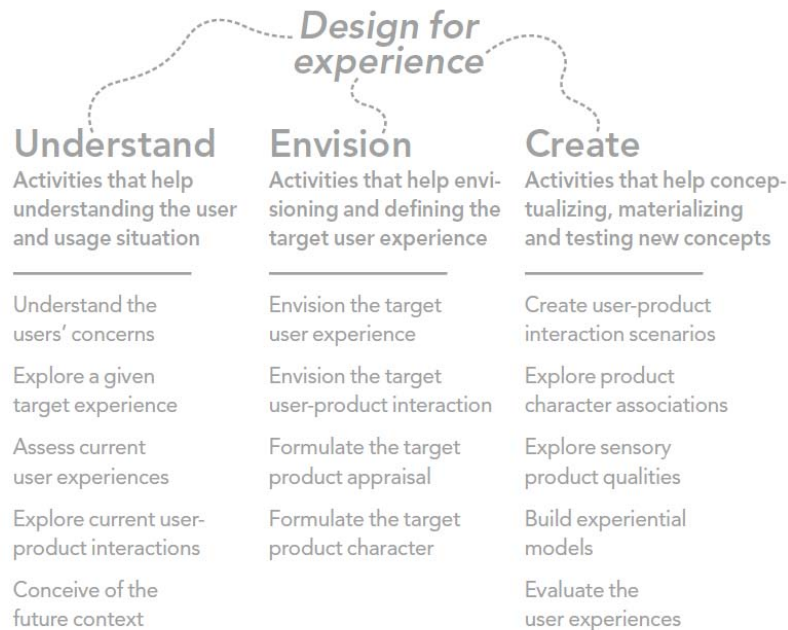 Design for
experience
Understand
Activities that help
understanding the user
and usage situation
Understand the
users’ concerns
Explore a given
target experience
Assess current
user experiences
Explore current user-
product interactions
Conceive of the
future context
Envision
Activities that help envi-
sioning and defining the
target user experience
Envision the target
user experience
Envision the target
user-product interaction
Formulate the target
product appraisal
Formulate the target
product character
Create
Activities that help concep-
tualizing, materializing
and testing new concepts
Create user-product
interaction scenarios
Explore product
character associations
Explore sensory
product qualities
Build experiential
models
Evaluate the
user experiences